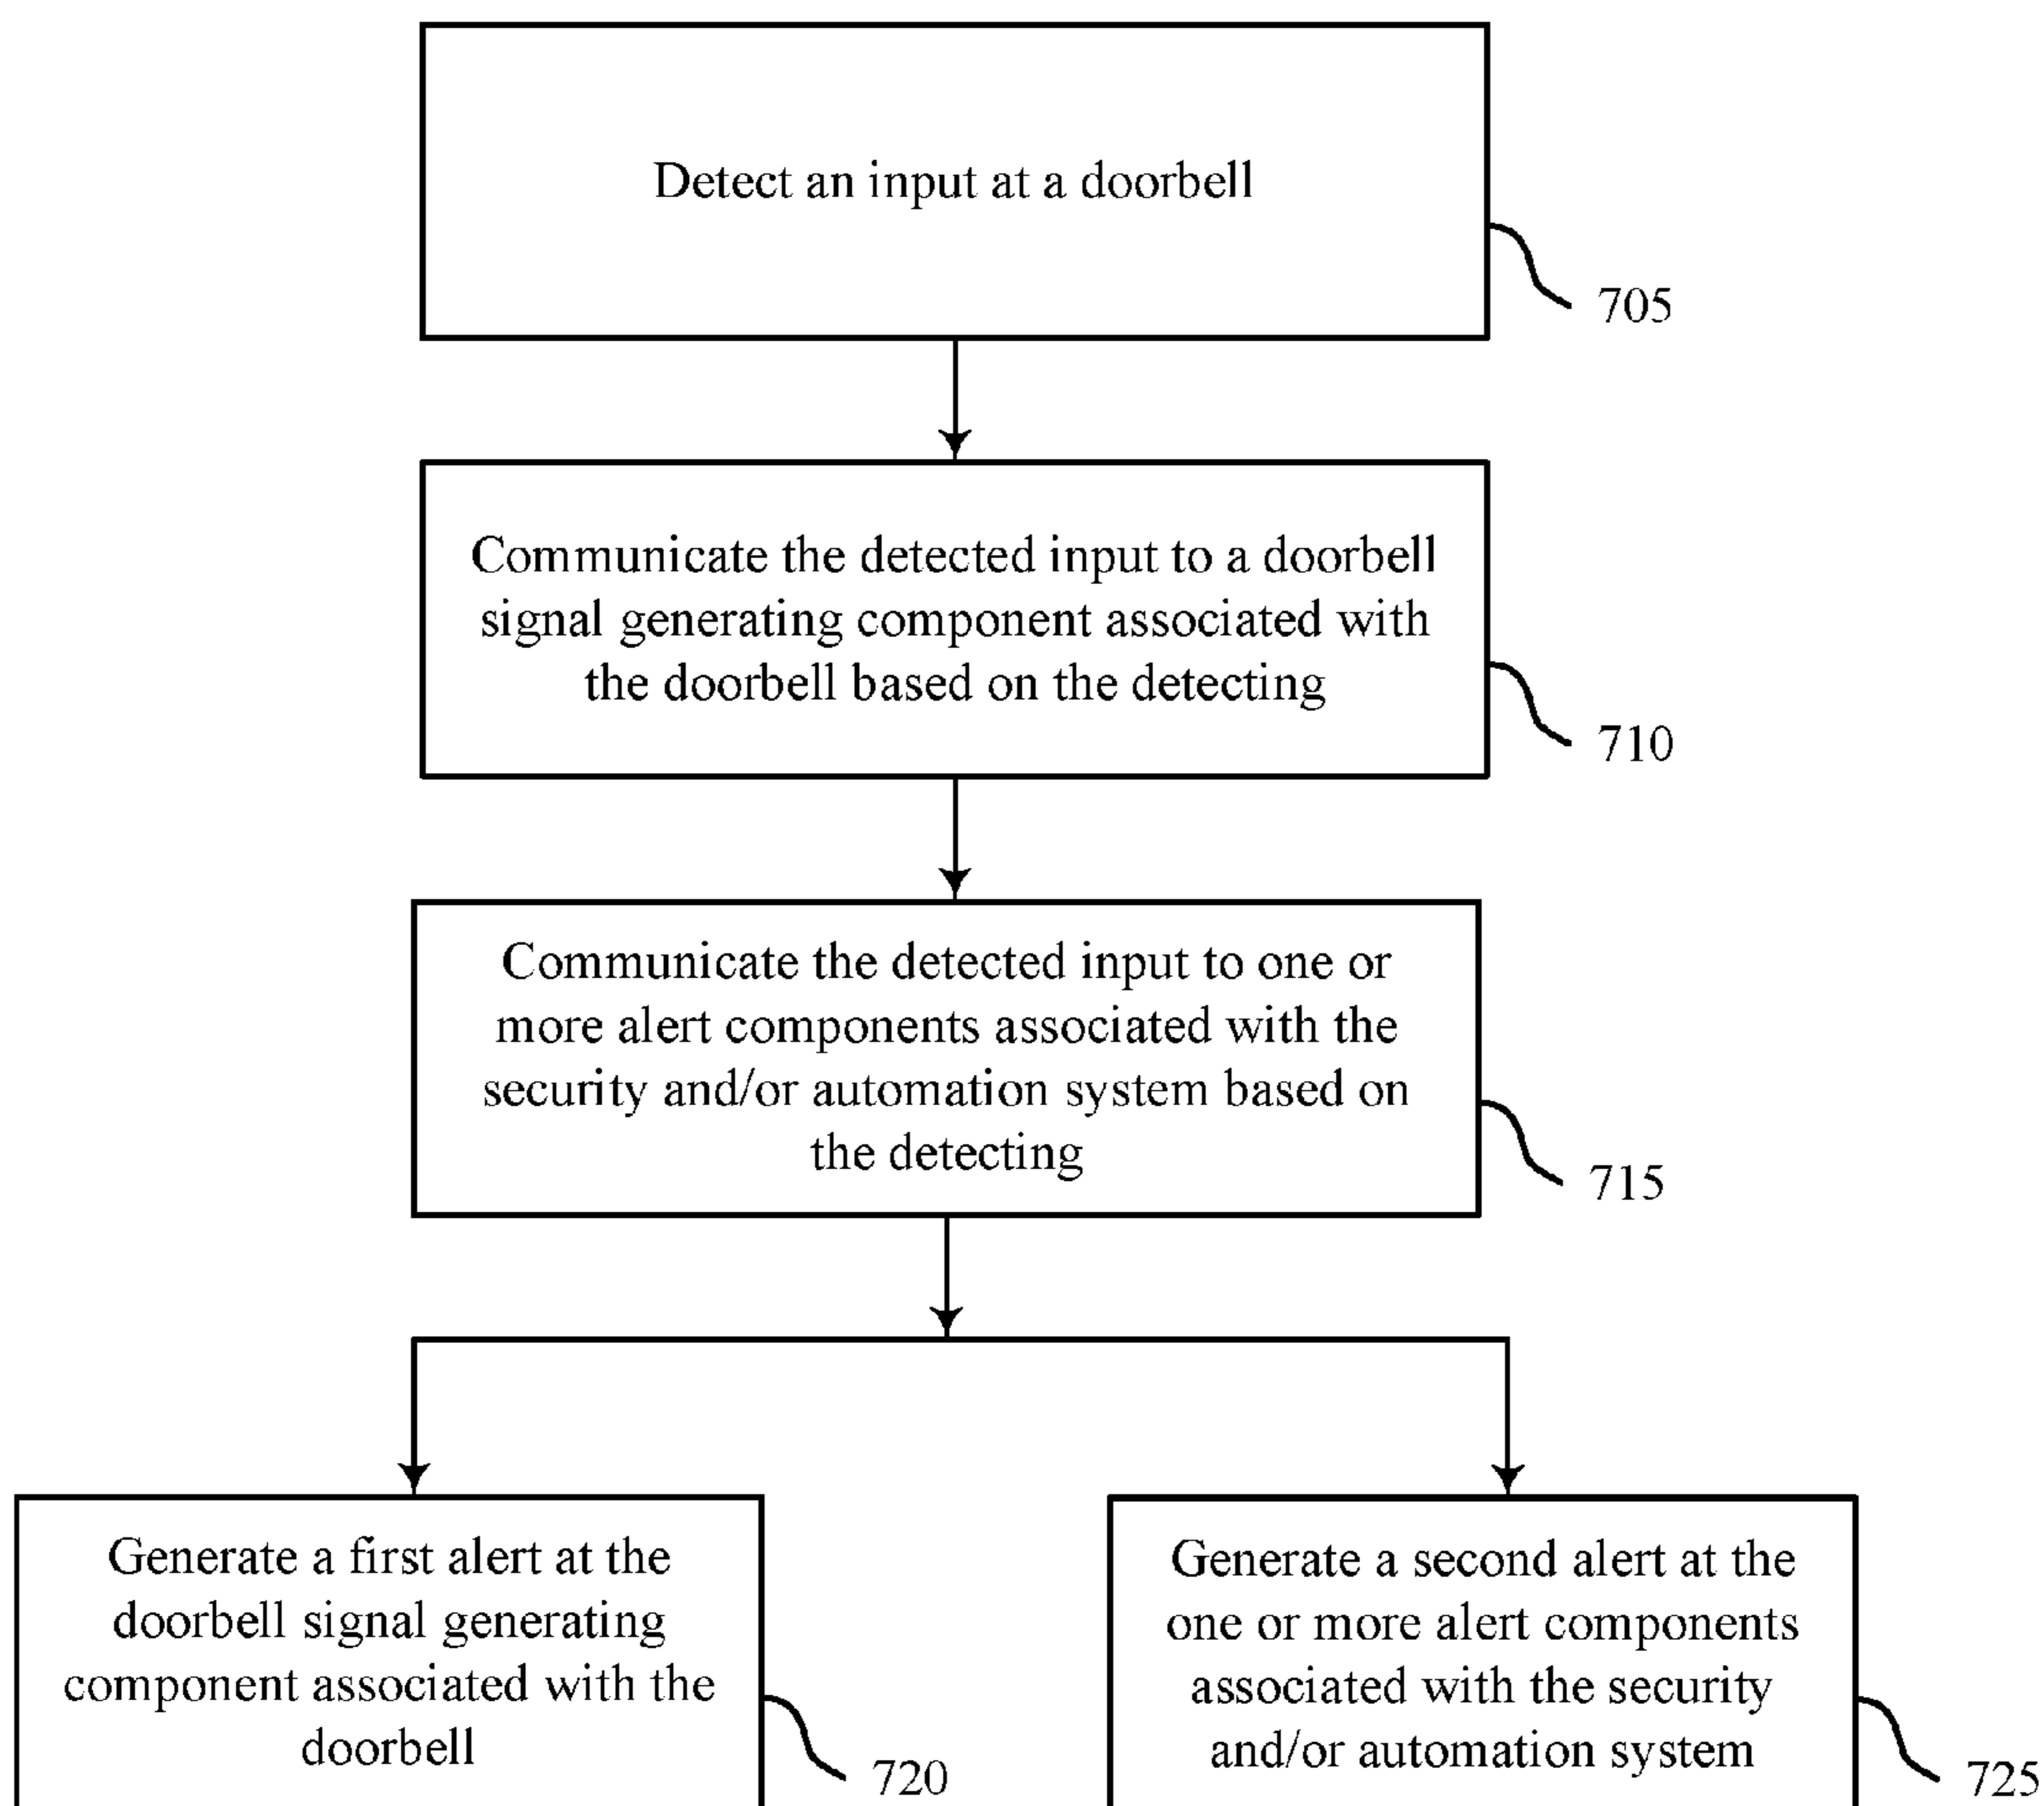 Detect an input at a doorbell
705
Communicate the detected input to a doorbell
signal generating component associated with
the doorbell based on the detecting
710
Communicate the detected input to one or
more alert components associated with the
security and/or automation system based on
the detecting
715
Generate a first alert at the
doorbell signal generating
component associated with the
doorbell
720
Generate a second alert at the
one or more alert components
associated with the security
and/or automation system
725